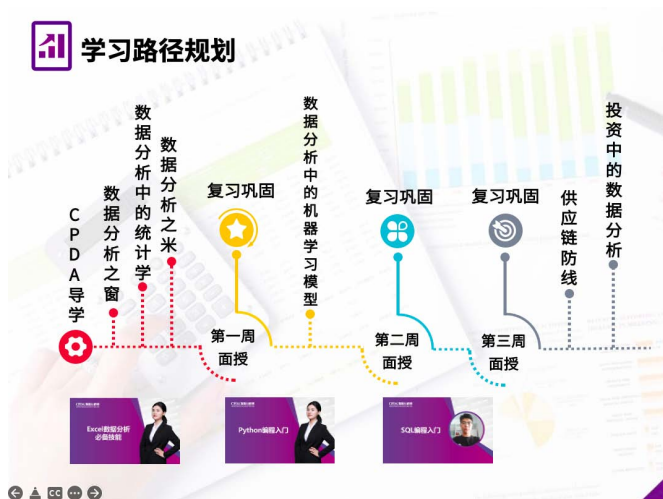 学习路径规划
CPDA导学
数据分析之窗
数据分析中的统计学
数据分析之米
复习巩固
第一周
面授
数据分析中的机器学习模型
复习巩固
第二周
面授
复习巩固
第三周
面授
供应链防线
投资中的数据分析
Excel数据分析
必备技能
Python编程入门
SQL编程入门
CC